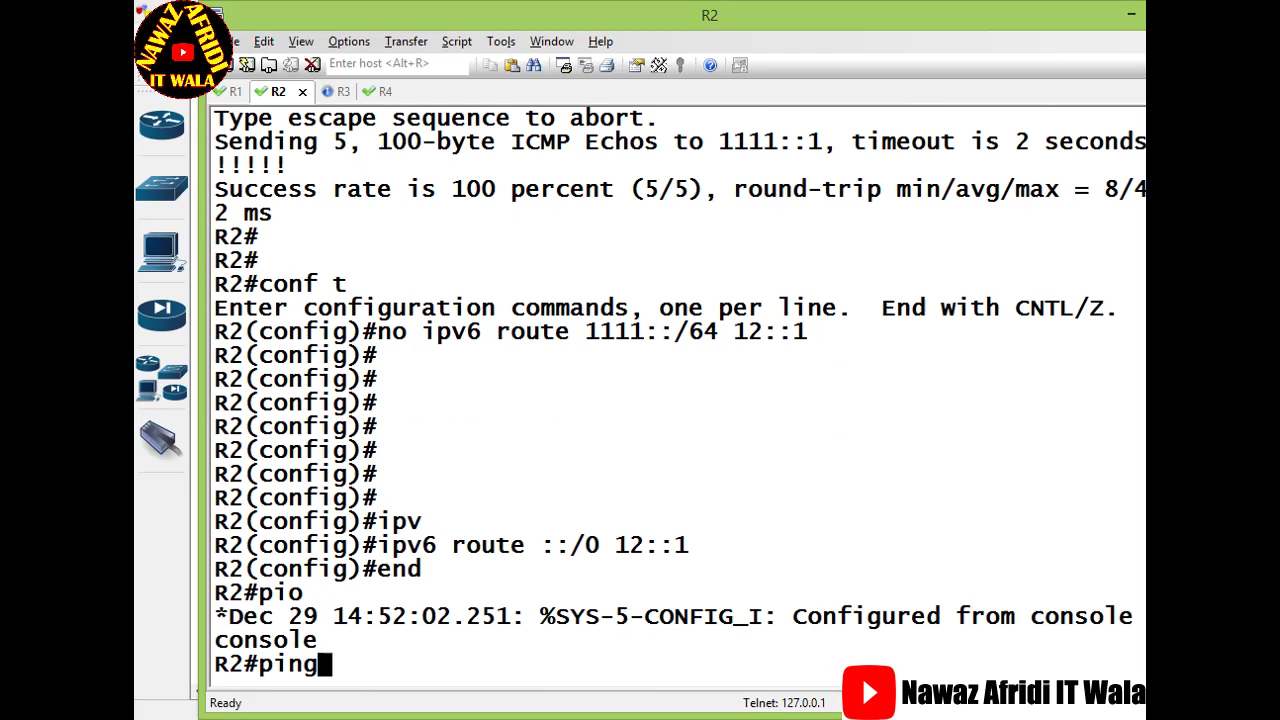 R2
NAWAZ AFRIDI
IT WALA
Edit View Options Transfer Script Tools Window Help
Enter host <Alt+R>
R1 R2 R3 R4
Type escape sequence to abort.
Sending 5, 100-byte ICMP Echos to 1111::1, timeout is 2 seconds
!!!!!
Success rate is 100 percent (5/5), round-trip min/avg/max = 8/4
2 ms
R2#
R2#
R2#conf t
Enter configuration commands, one per line.  End with CNTL/Z.
R2(config)#no ipv6 route 1111::/64 12::1
R2(config)#
R2(config)#
R2(config)#
R2(config)#
R2(config)#
R2(config)#
R2(config)#
R2(config)#ipv
R2(config)#ipv6 route ::/0 12::1
R2(config)#end
R2#pio
*Dec 29 14:52:02.251: %SYS-5-CONFIG_I: Configured from console
console
R2#ping
Ready Telnet: 127.0.0.1
Nawaz Afridi IT Wala